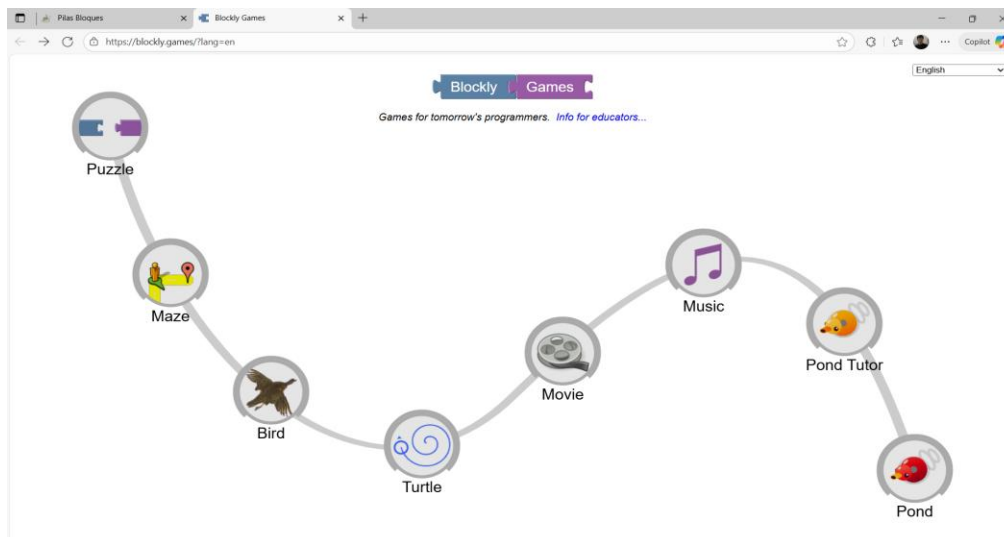 Pilas Bloques
Blockly Games
https://blockly.games/?lang=en
Copilot
English
Blockly Games
Games for tomorrow's programmers. Info for educators...
Puzzle
Maze
Bird
Turtle
Movie
Music
Pond Tutor
Pond